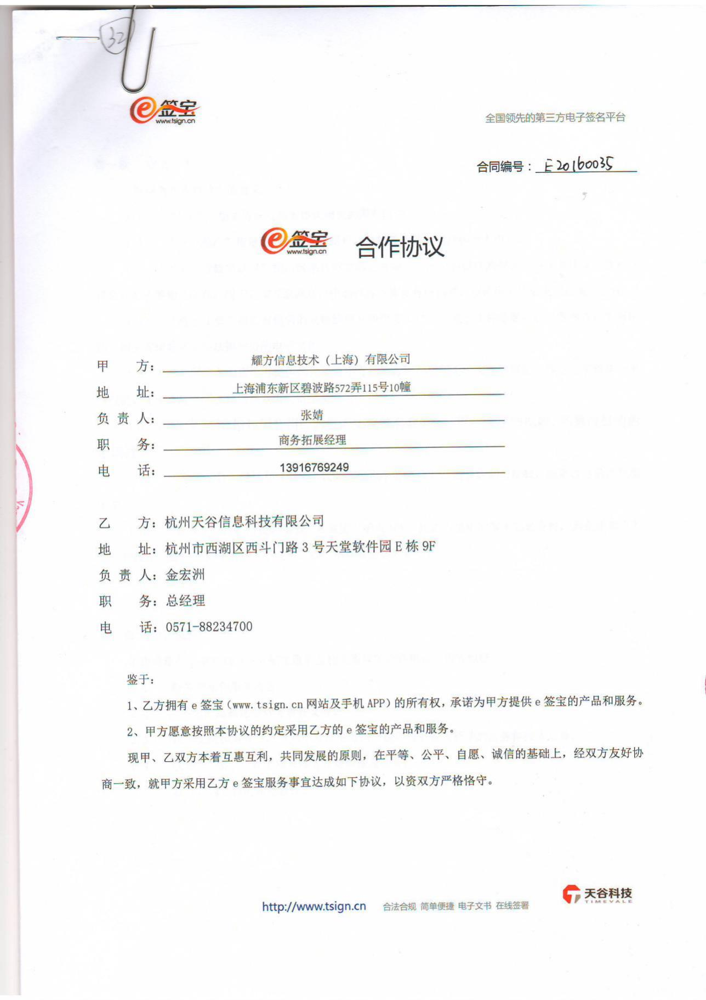 32
e签宝
www.tsign.cn
全国领先的第三方电子签名平台
合同编号：E20160035
e签宝 合作协议
www.tsign.cn
甲 方：耀方信息技术（上海）有限公司
地 址：上海浦东新区碧波路572弄115号10幢
负 责 人：张婧
职 务：商务拓展经理
电 话：13916769249
乙 方：杭州天谷信息科技有限公司
地 址：杭州市西湖区西斗门路 3 号天堂软件园 E 栋 9F
负 责 人：金宏洲
职 务：总经理
电 话：0571-88234700
鉴于：
1、乙方拥有 e 签宝（www.tsign.cn 网站及手机 APP）的所有权，承诺为甲方提供 e 签宝的产品和服务。
2、甲方愿意按照本协议的约定采用乙方的 e 签宝的产品和服务。
现甲、乙双方本着互惠互利，共同发展的原则，在平等、公平、自愿、诚信的基础上，经双方友好协
商一致，就甲方采用乙方 e 签宝服务事宜达成如下协议，以资双方严格恪守。
http://www.tsign.cn 合法合规 简单便捷 电子文书 在线签署
天谷科技
TIMEVALE